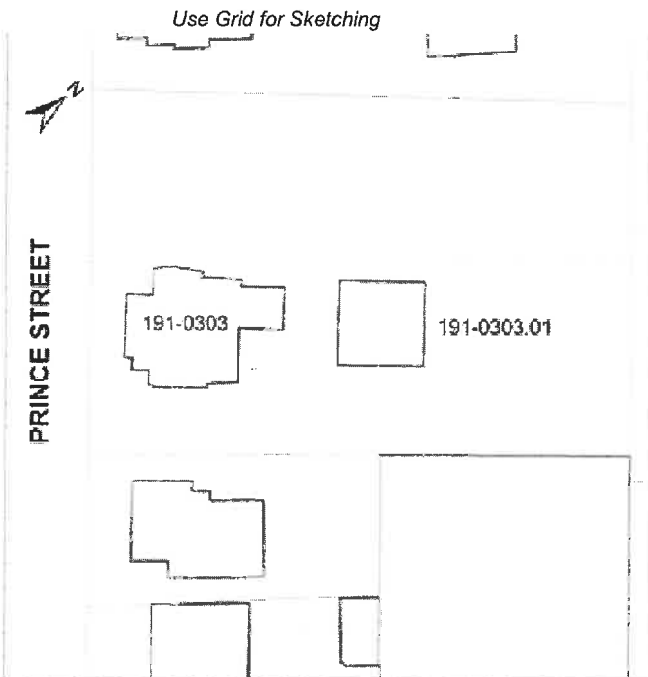 Use Grid for Sketching
N
PRINCE STREET
191-0303
191-0303.01